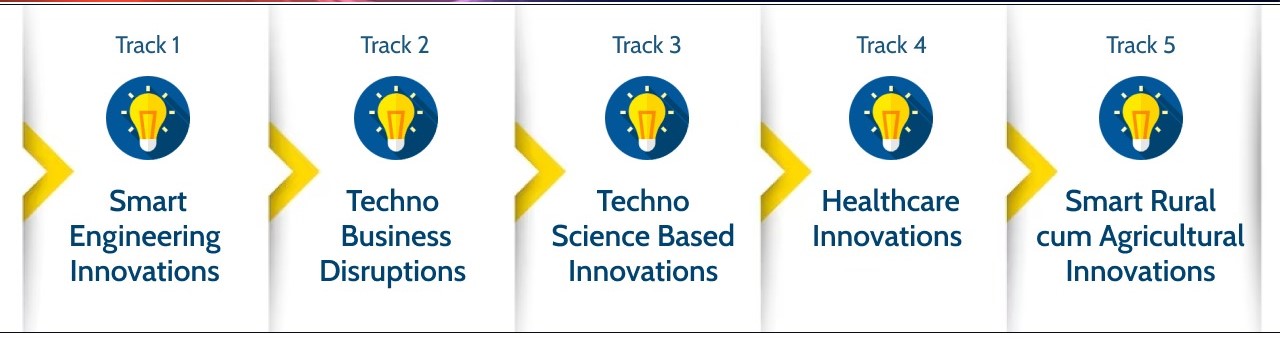 Track 1
Smart
Engineering
Innovations
Track 2
Techno
Business
Disruptions
Track 3
Techno
Science Based
Innovations
Track 4
Healthcare
Innovations
Track 5
Smart Rural
cum Agricultural
Innovations